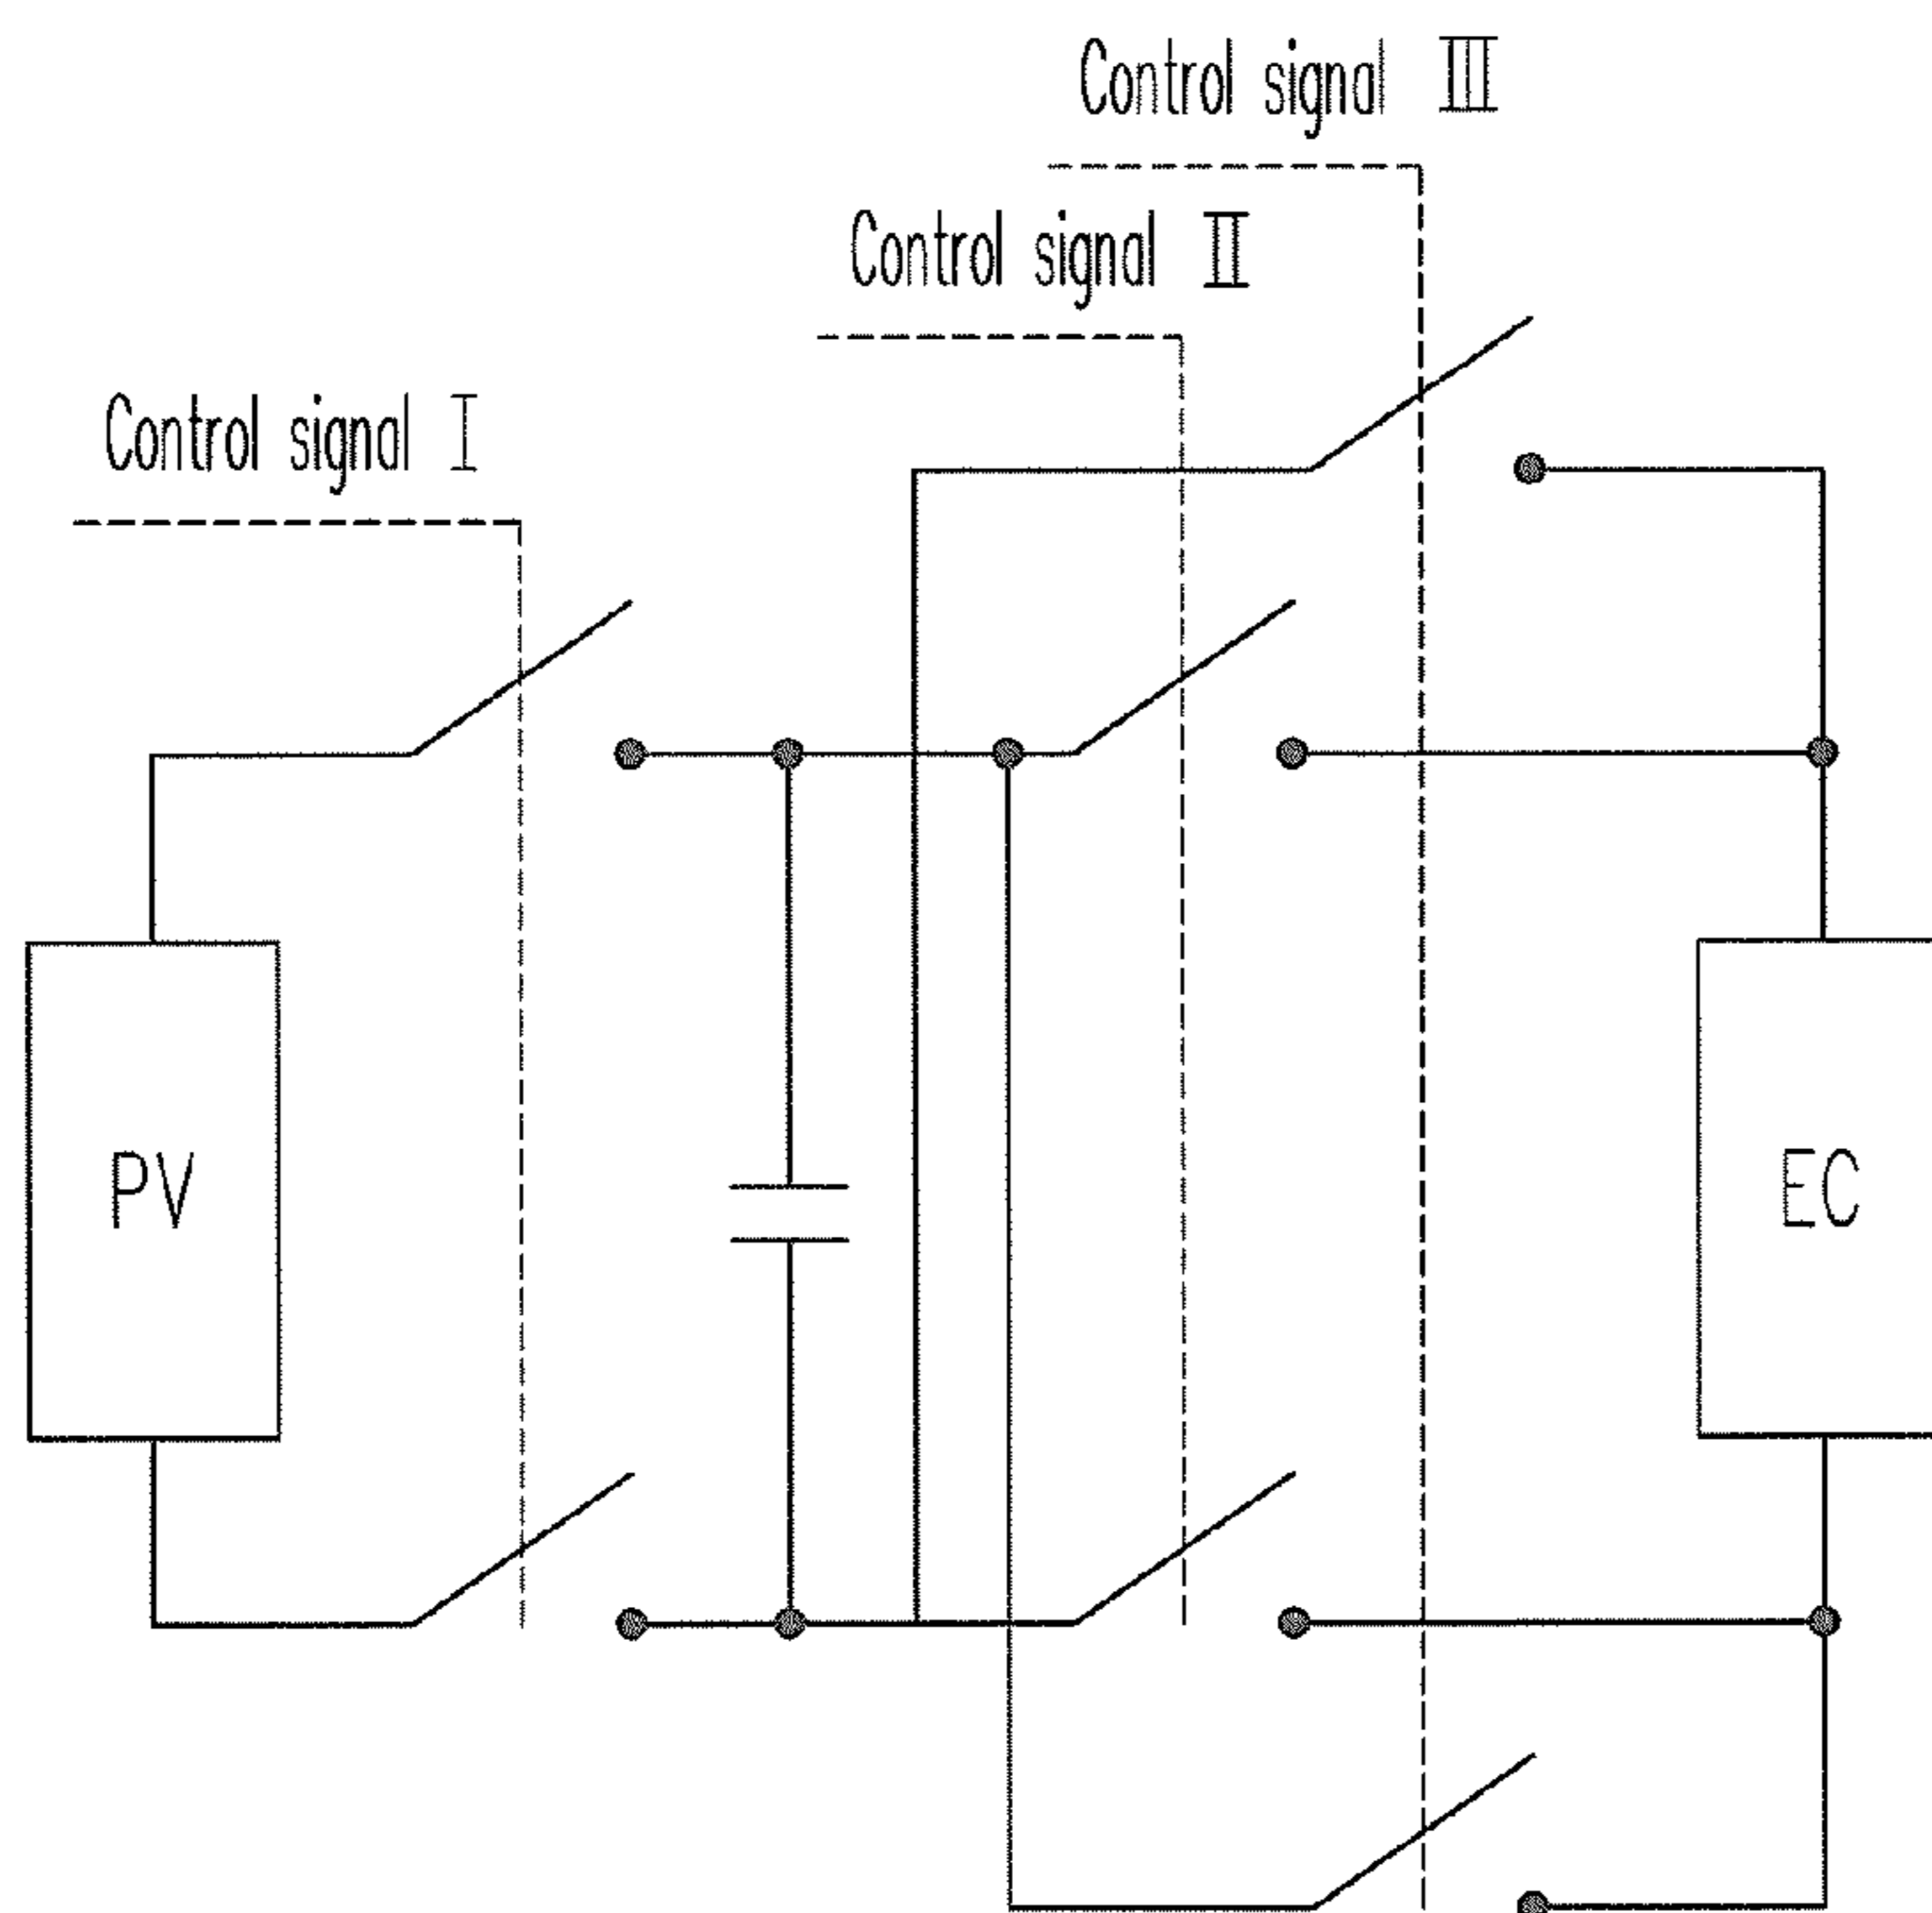 Control signal III
Control signal II
Control signal I
PV
EC